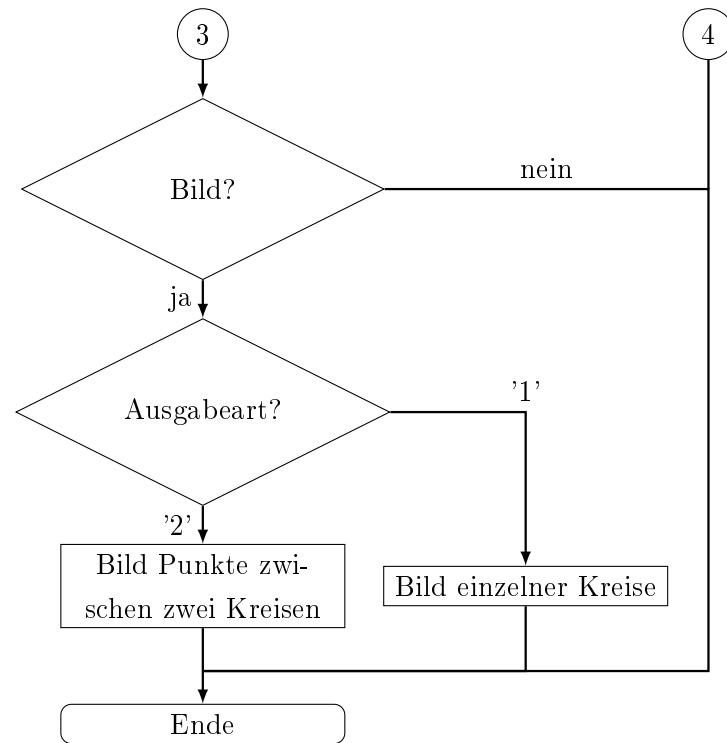 3
4
Bild?
nein
ja
Ausgabeart?
'1'
'2'
Bild Punkte zwi-
schen zwei Kreisen
Bild einzelner Kreise
Ende